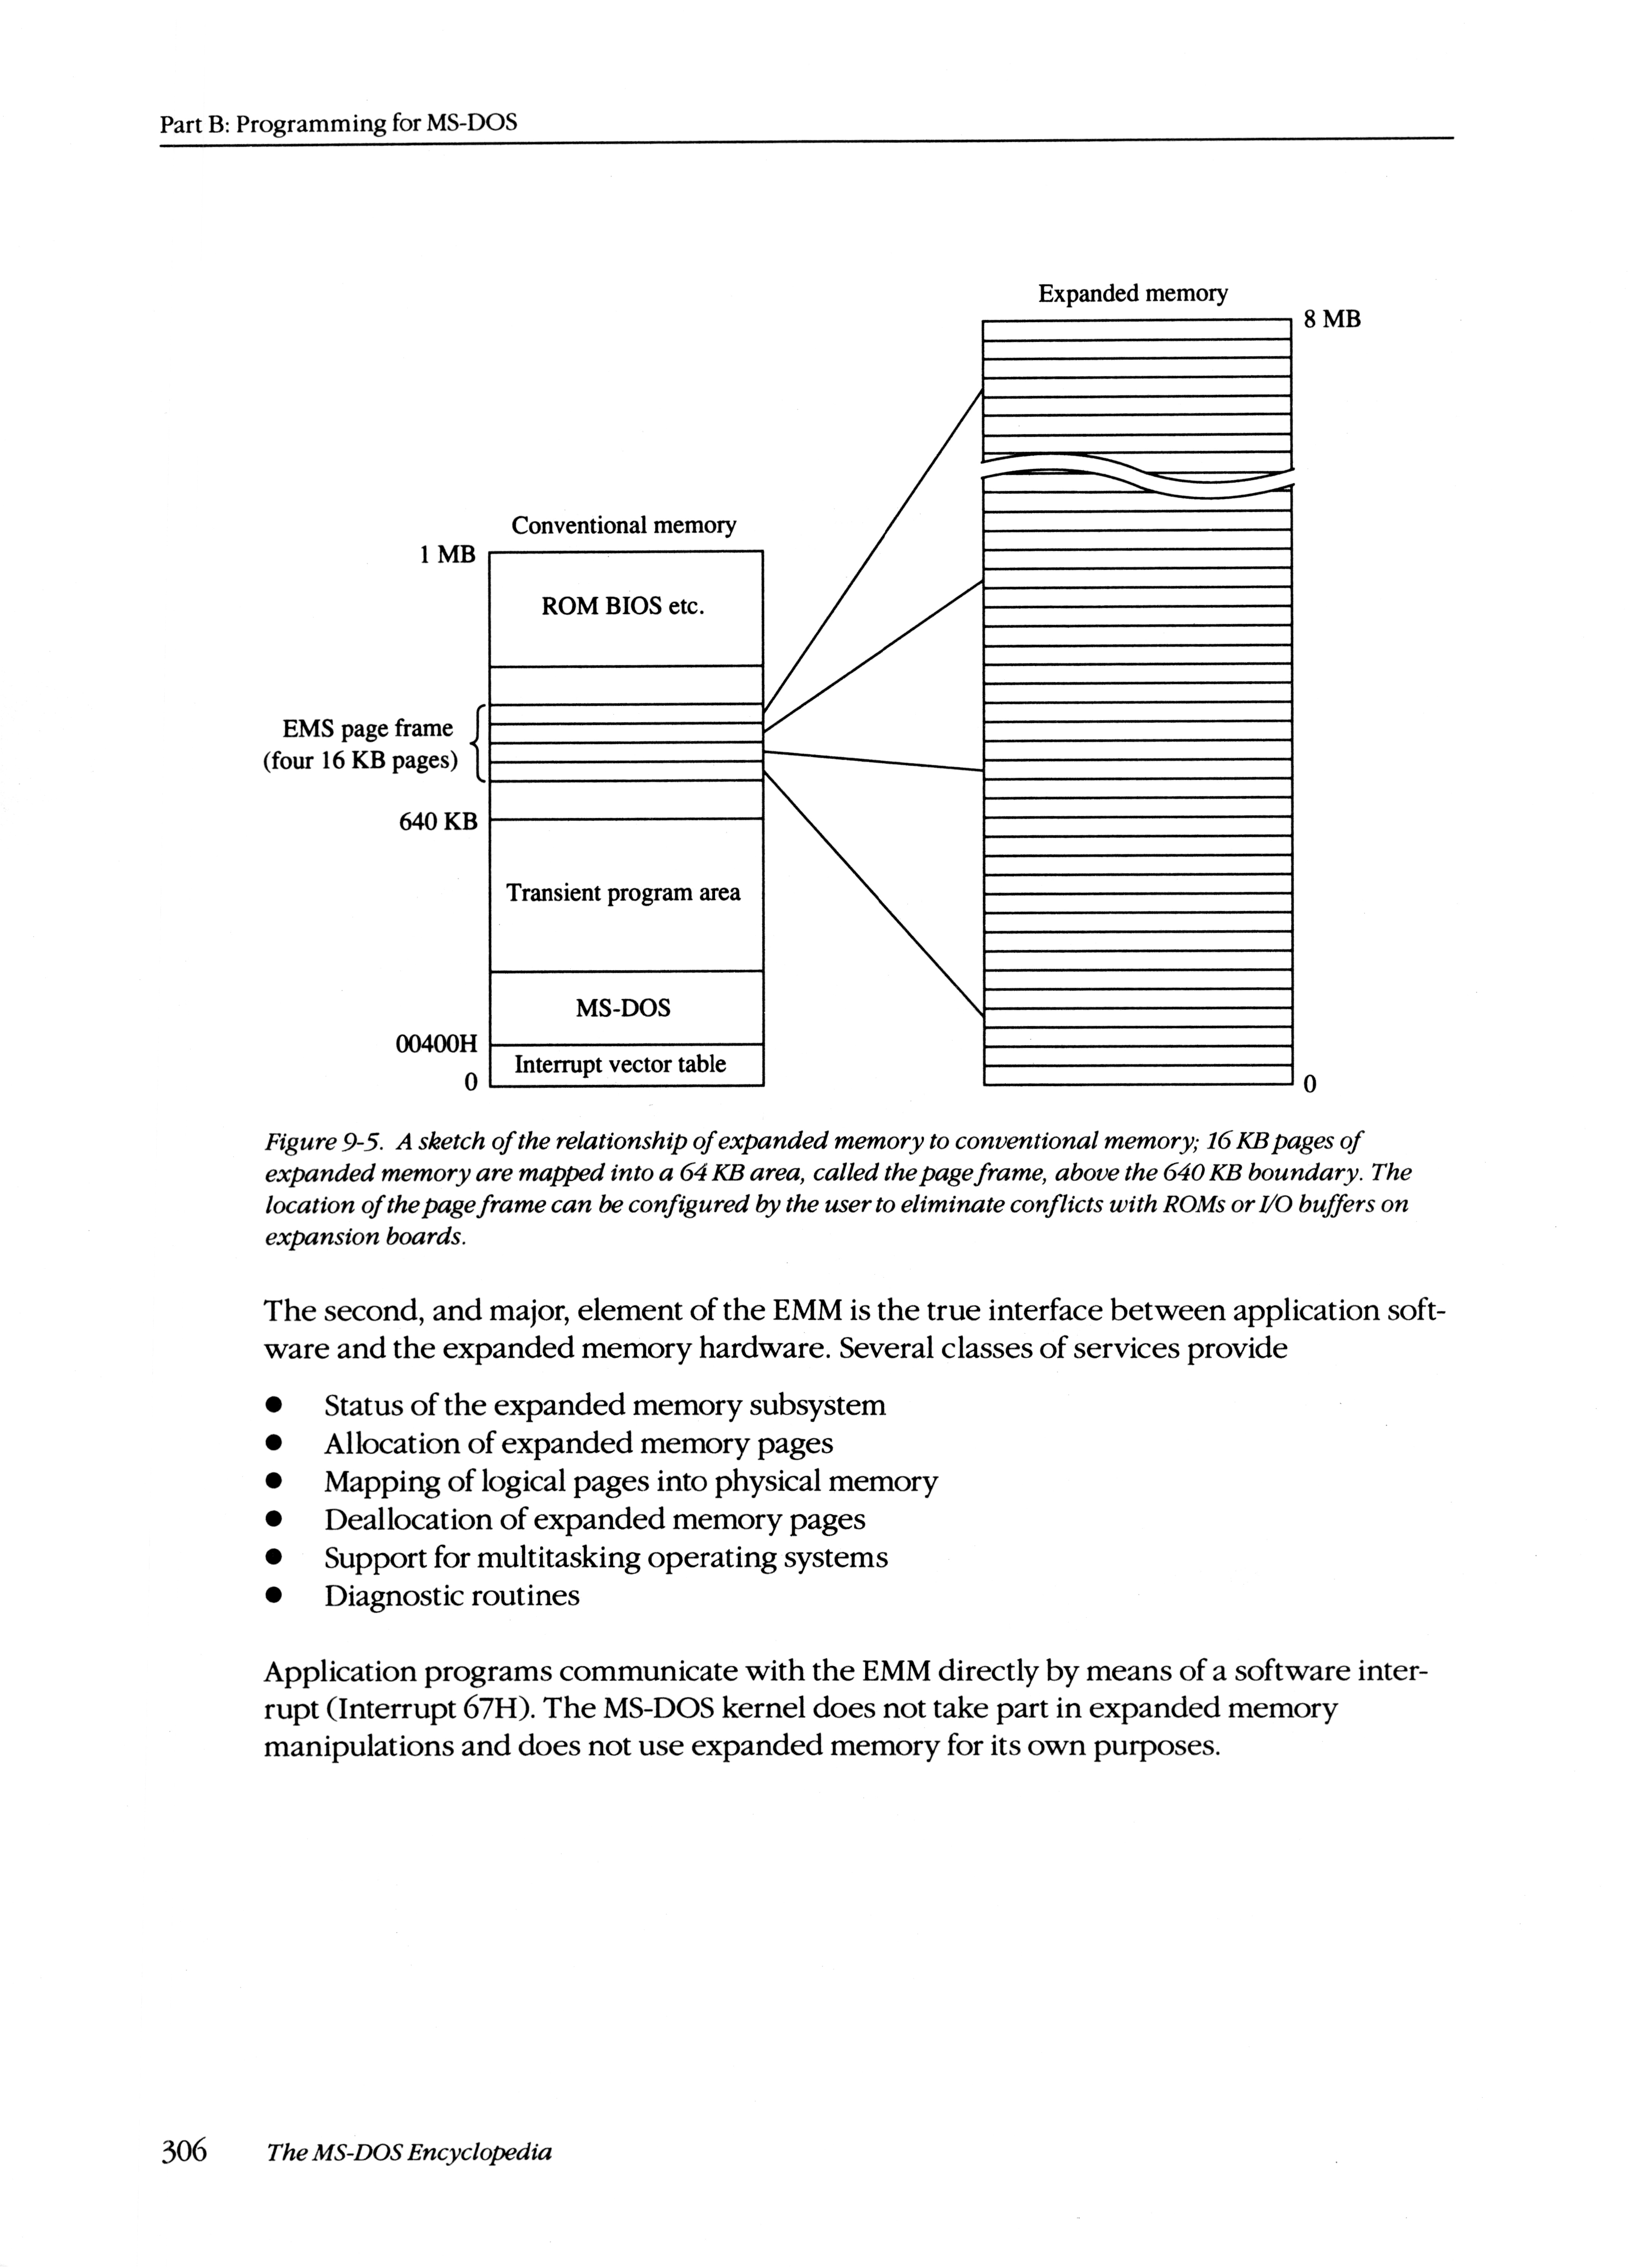 Part B: Programming for MS-DOS
Expanded memory
8 MB
Conventional memory
1 MB
ROM BIOS etc.
EMS page frame
(four 16 KB pages)
640 KB
Transient program area
MS-DOS
00400H
Interrupt vector table
0
0
Figure 9-5. A sketch of the relationship of expanded memory to conventional memory; 16 KB pages of
expanded memory are mapped into a 64 KB area, called the page frame, above the 640 KB boundary. The
location of the page frame can be configured by the user to eliminate conflicts with ROMs or I/O buffers on
expansion boards.
The second, and major, element of the EMM is the true interface between application soft-
ware and the expanded memory hardware. Several classes of services provide
● Status of the expanded memory subsystem
● Allocation of expanded memory pages
● Mapping of logical pages into physical memory
● Deallocation of expanded memory pages
● Support for multitasking operating systems
● Diagnostic routines
Application programs communicate with the EMM directly by means of a software inter-
rupt (Interrupt 67H). The MS-DOS kernel does not take part in expanded memory
manipulations and does not use expanded memory for its own purposes.
306 The MS-DOS Encyclopedia